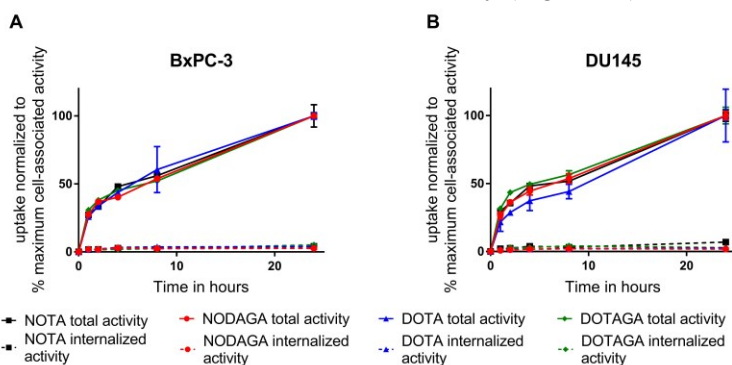 A
BxPC-3
uptake normalized to
% maximum cell-associated activity
100
50
0
0
10
20
Time in hours
B
DU145
uptake normalized to
% maximum cell-associated activity
100
50
0
0
10
20
Time in hours
NOTA total activity
NODAGA total activity
DOTA total activity
DOTAGA total activity
NOTA internalized
activity
NODAGA internalized
activity
DOTA internalized
activity
DOTAGA internalized
activity